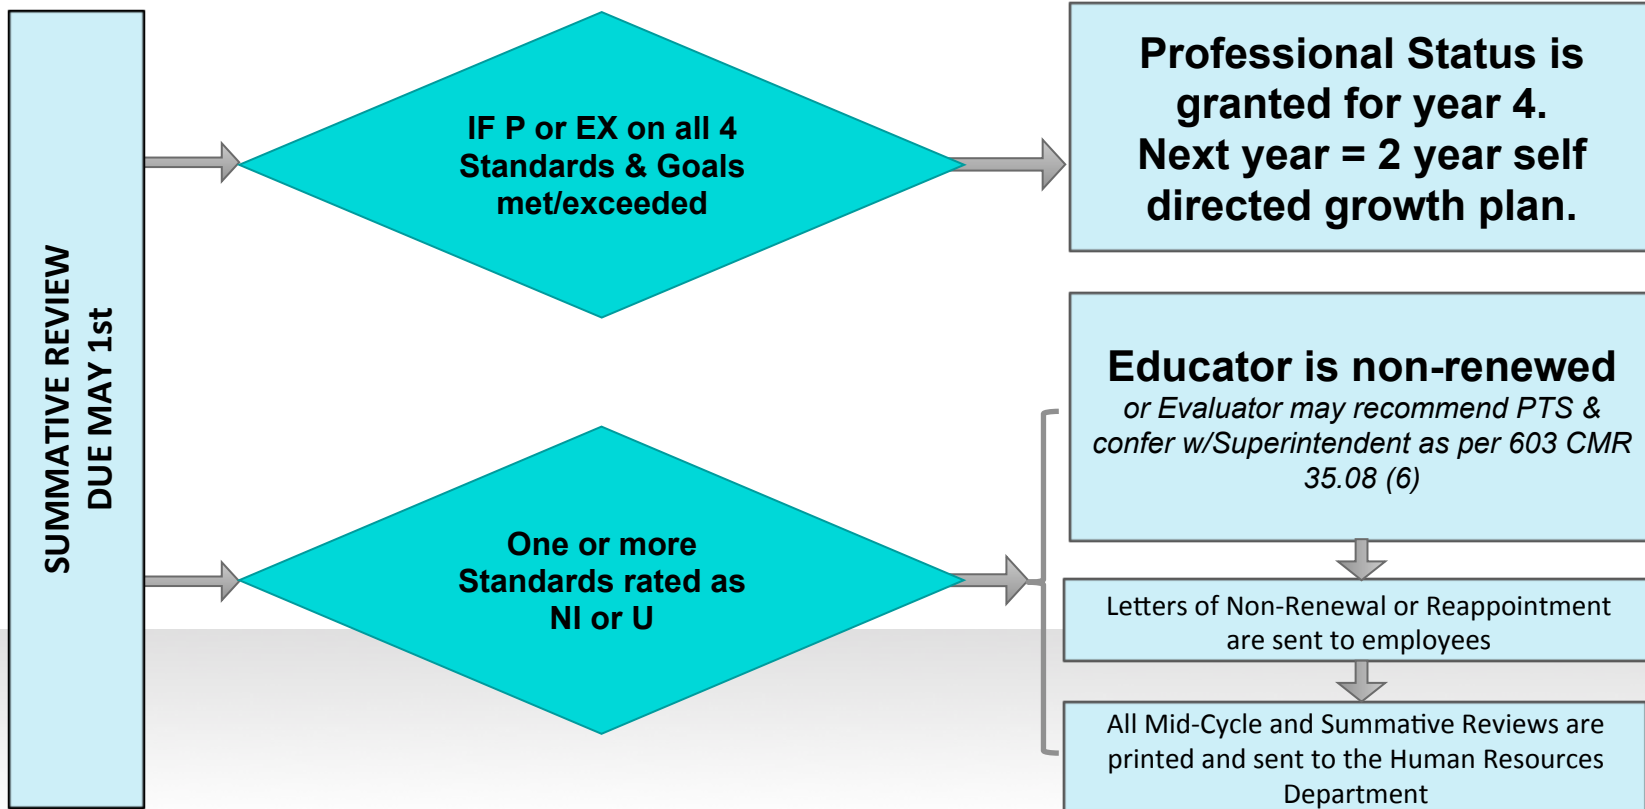 SUMMATIVE REVIEW
DUE MAY 1st
IF P or EX on all 4
Standards & Goals
met/exceeded
Professional Status is
granted for year 4.
Next year = 2 year self
directed growth plan.
One or more
Standards rated as
NI or U
Educator is non-renewed
or Evaluator may recommend PTS &
confer w/Superintendent as per 603 CMR
35.08 (6)
Letters of Non-Renewal or Reappointment
are sent to employees
All Mid-Cycle and Summative Reviews are
printed and sent to the Human Resources
Department